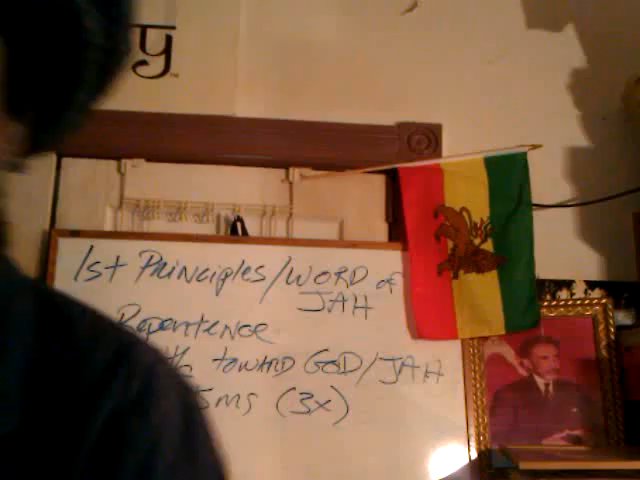 1st Principles/WORD of
JAH
Repentence
toward GOD/JAH
(3x)